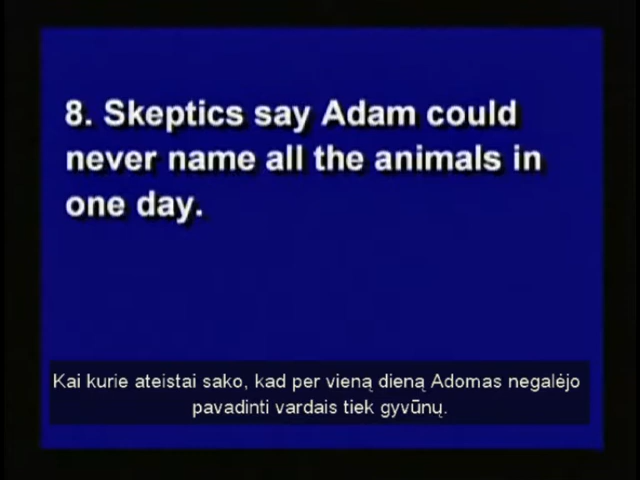 8. Skeptics say Adam could
never name all the animals in
one day.
Kai kurie ateistai sako, kad per vieną dieną Adomas negalėjo
pavadinti vardais tiek gyvūnų.